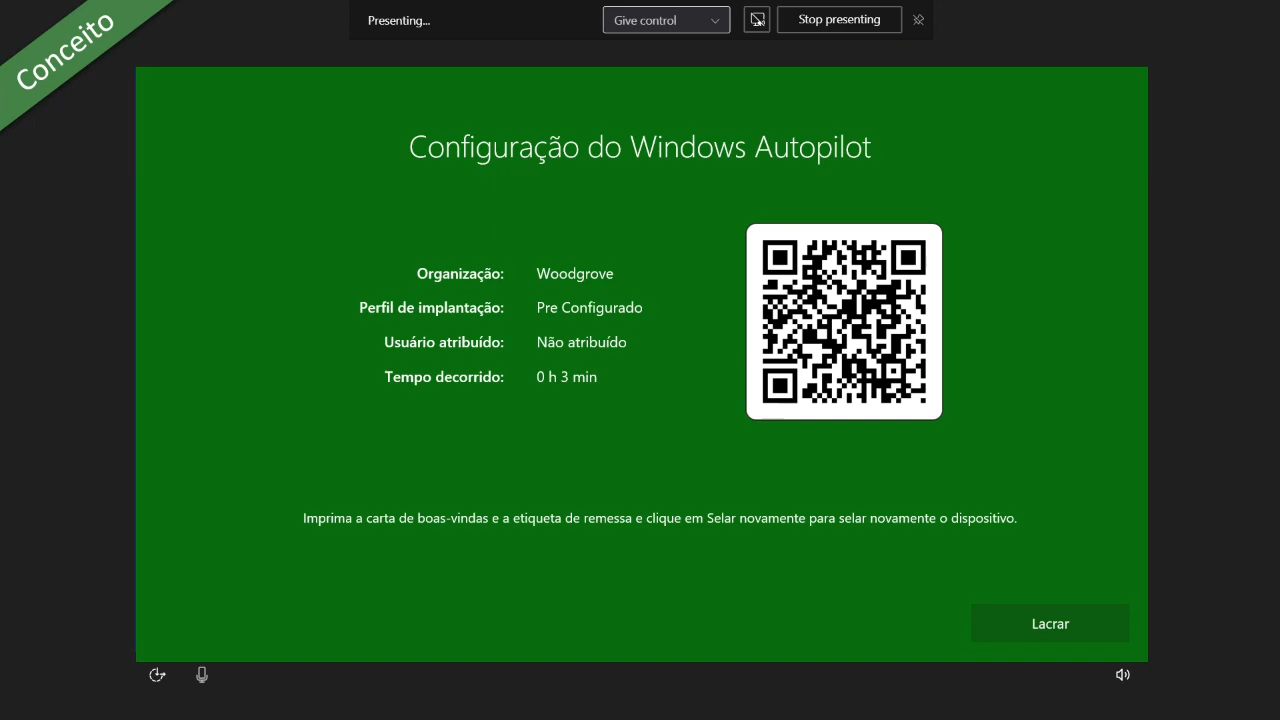 Conceito
Presenting...
Give control
Stop presenting
Configuração do Windows Autopilot
Organização: Woodgrove
Perfil de implantação: Pre Configurado
Usuário atribuído: Não atribuído
Tempo decorrido: 0 h 3 min
Imprima a carta de boas-vindas e a etiqueta de remessa e clique em Selar novamente para selar novamente o dispositivo.
Lacrar